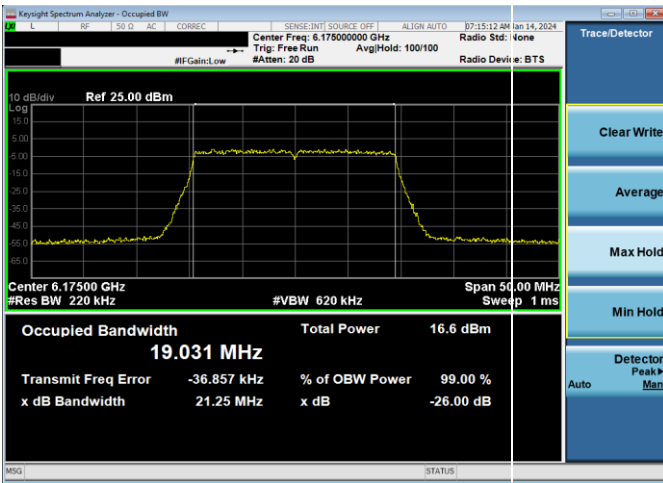 Keysight Spectrum Analyzer - Occupied BW
L RF 50 Ω AC CORREC SENSE:INT SOURCE OFF ALIGN AUTO 07:15:12 AM Jan 14, 2024
Center Freq: 6.175000000 GHz Radio Std: None
Trig: Free Run Avg|Hold: 100/100
#IFGain:Low #Atten: 20 dB Radio Device: BTS
Trace/Detector
10 dB/div Ref 25.00 dBm
Log
15.0
5.00
-5.00
-15.0
-25.0
-35.0
-45.0
-55.0
-65.0
Center 6.17500 GHz Span 50.00 MHz
#Res BW 220 kHz #VBW 620 kHz Sweep 1 ms
Occupied Bandwidth Total Power 16.6 dBm
19.031 MHz
Transmit Freq Error -36.857 kHz % of OBW Power 99.00 %
x dB Bandwidth 21.25 MHz x dB -26.00 dB
Clear Write
Average
Max Hold
Min Hold
Detector
Peak▶
Auto Man
MSG STATUS